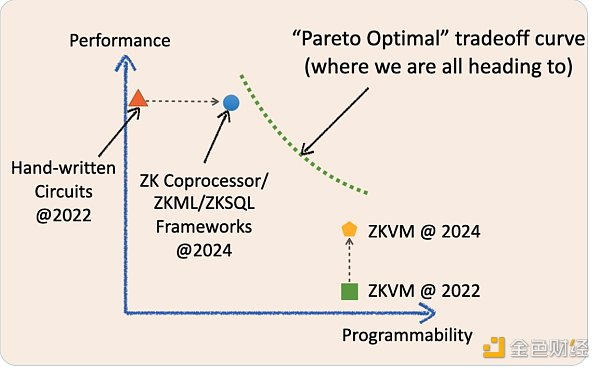 Performance
“Pareto Optimal” tradeoff curve
(where we are all heading to)
Hand-written
Circuits
@2022
ZK Coprocessor/
ZKML/ZKSQL
Frameworks
@2024
ZKVM @ 2024
ZKVM @ 2022
Programmability
金色财经